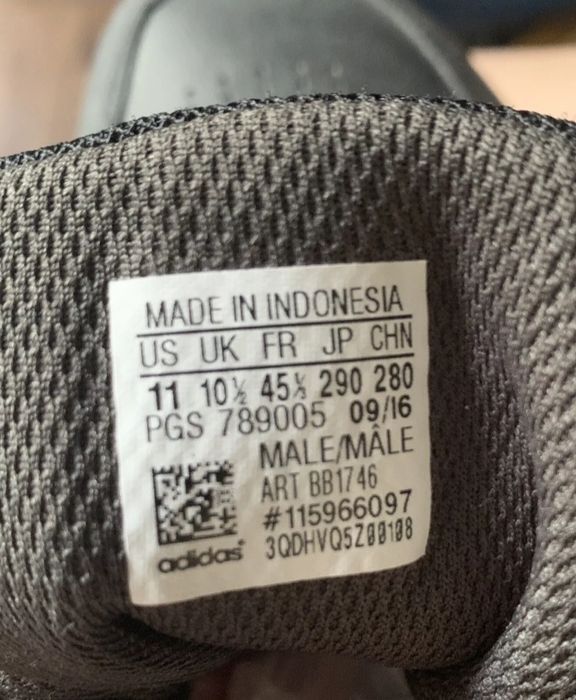 MADE IN INDONESIA
US UK FR JP CHN
11 10½ 45⅓ 290 280
PGS 789005 09/16
MALE/MÂLE
ART BB1746
#115966097
3QDHVQ5Z00108
adidas